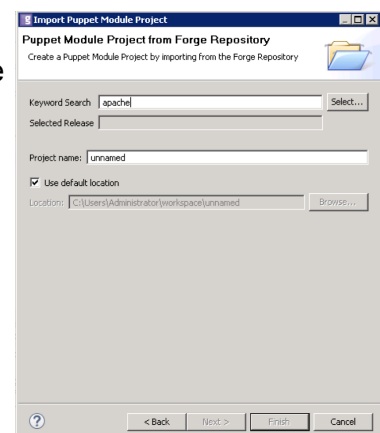 Import Puppet Module Project
Puppet Module Project from Forge Repository
Create a Puppet Module Project by importing from the Forge Repository
e
Keyword Search apache Select...
Selected Release
Project name: unnamed
Use default location
Location: C:\Users\Administrator\workspace\unnamed Browse...
? < Back Next > Finish Cancel